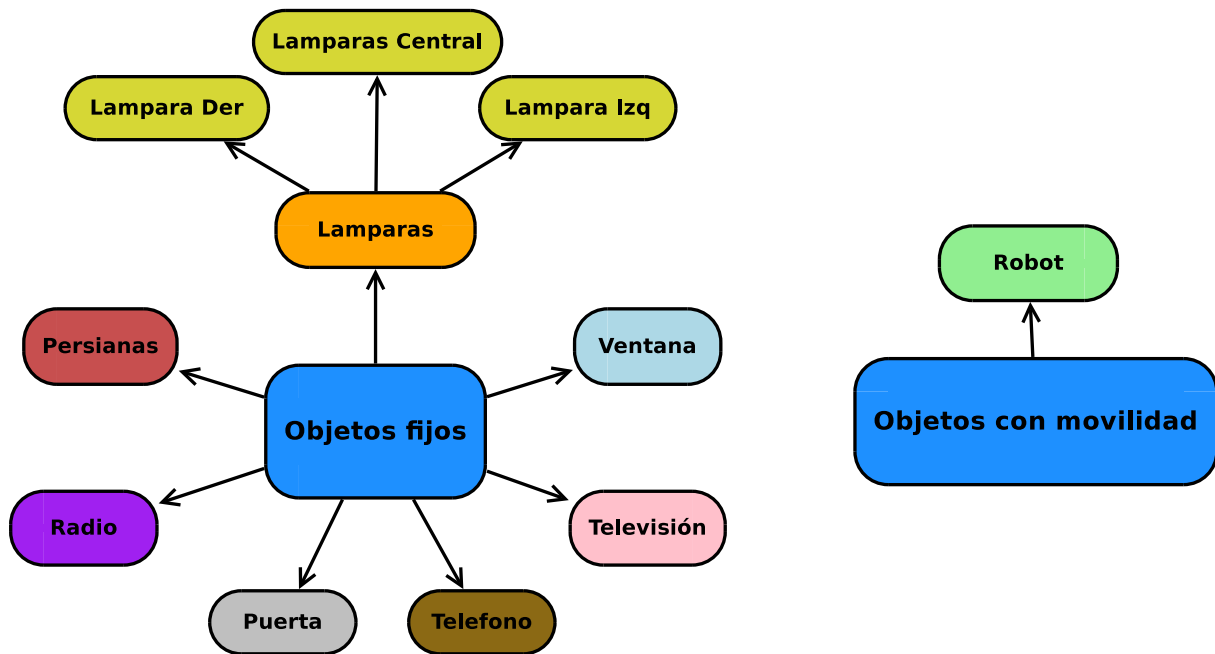 Lamparas Central
Lampara Der
Lampara Izq
Lamparas
Robot
Persianas
Ventana
Objetos fijos
Objetos con movilidad
Radio
Televisión
Puerta
Telefono